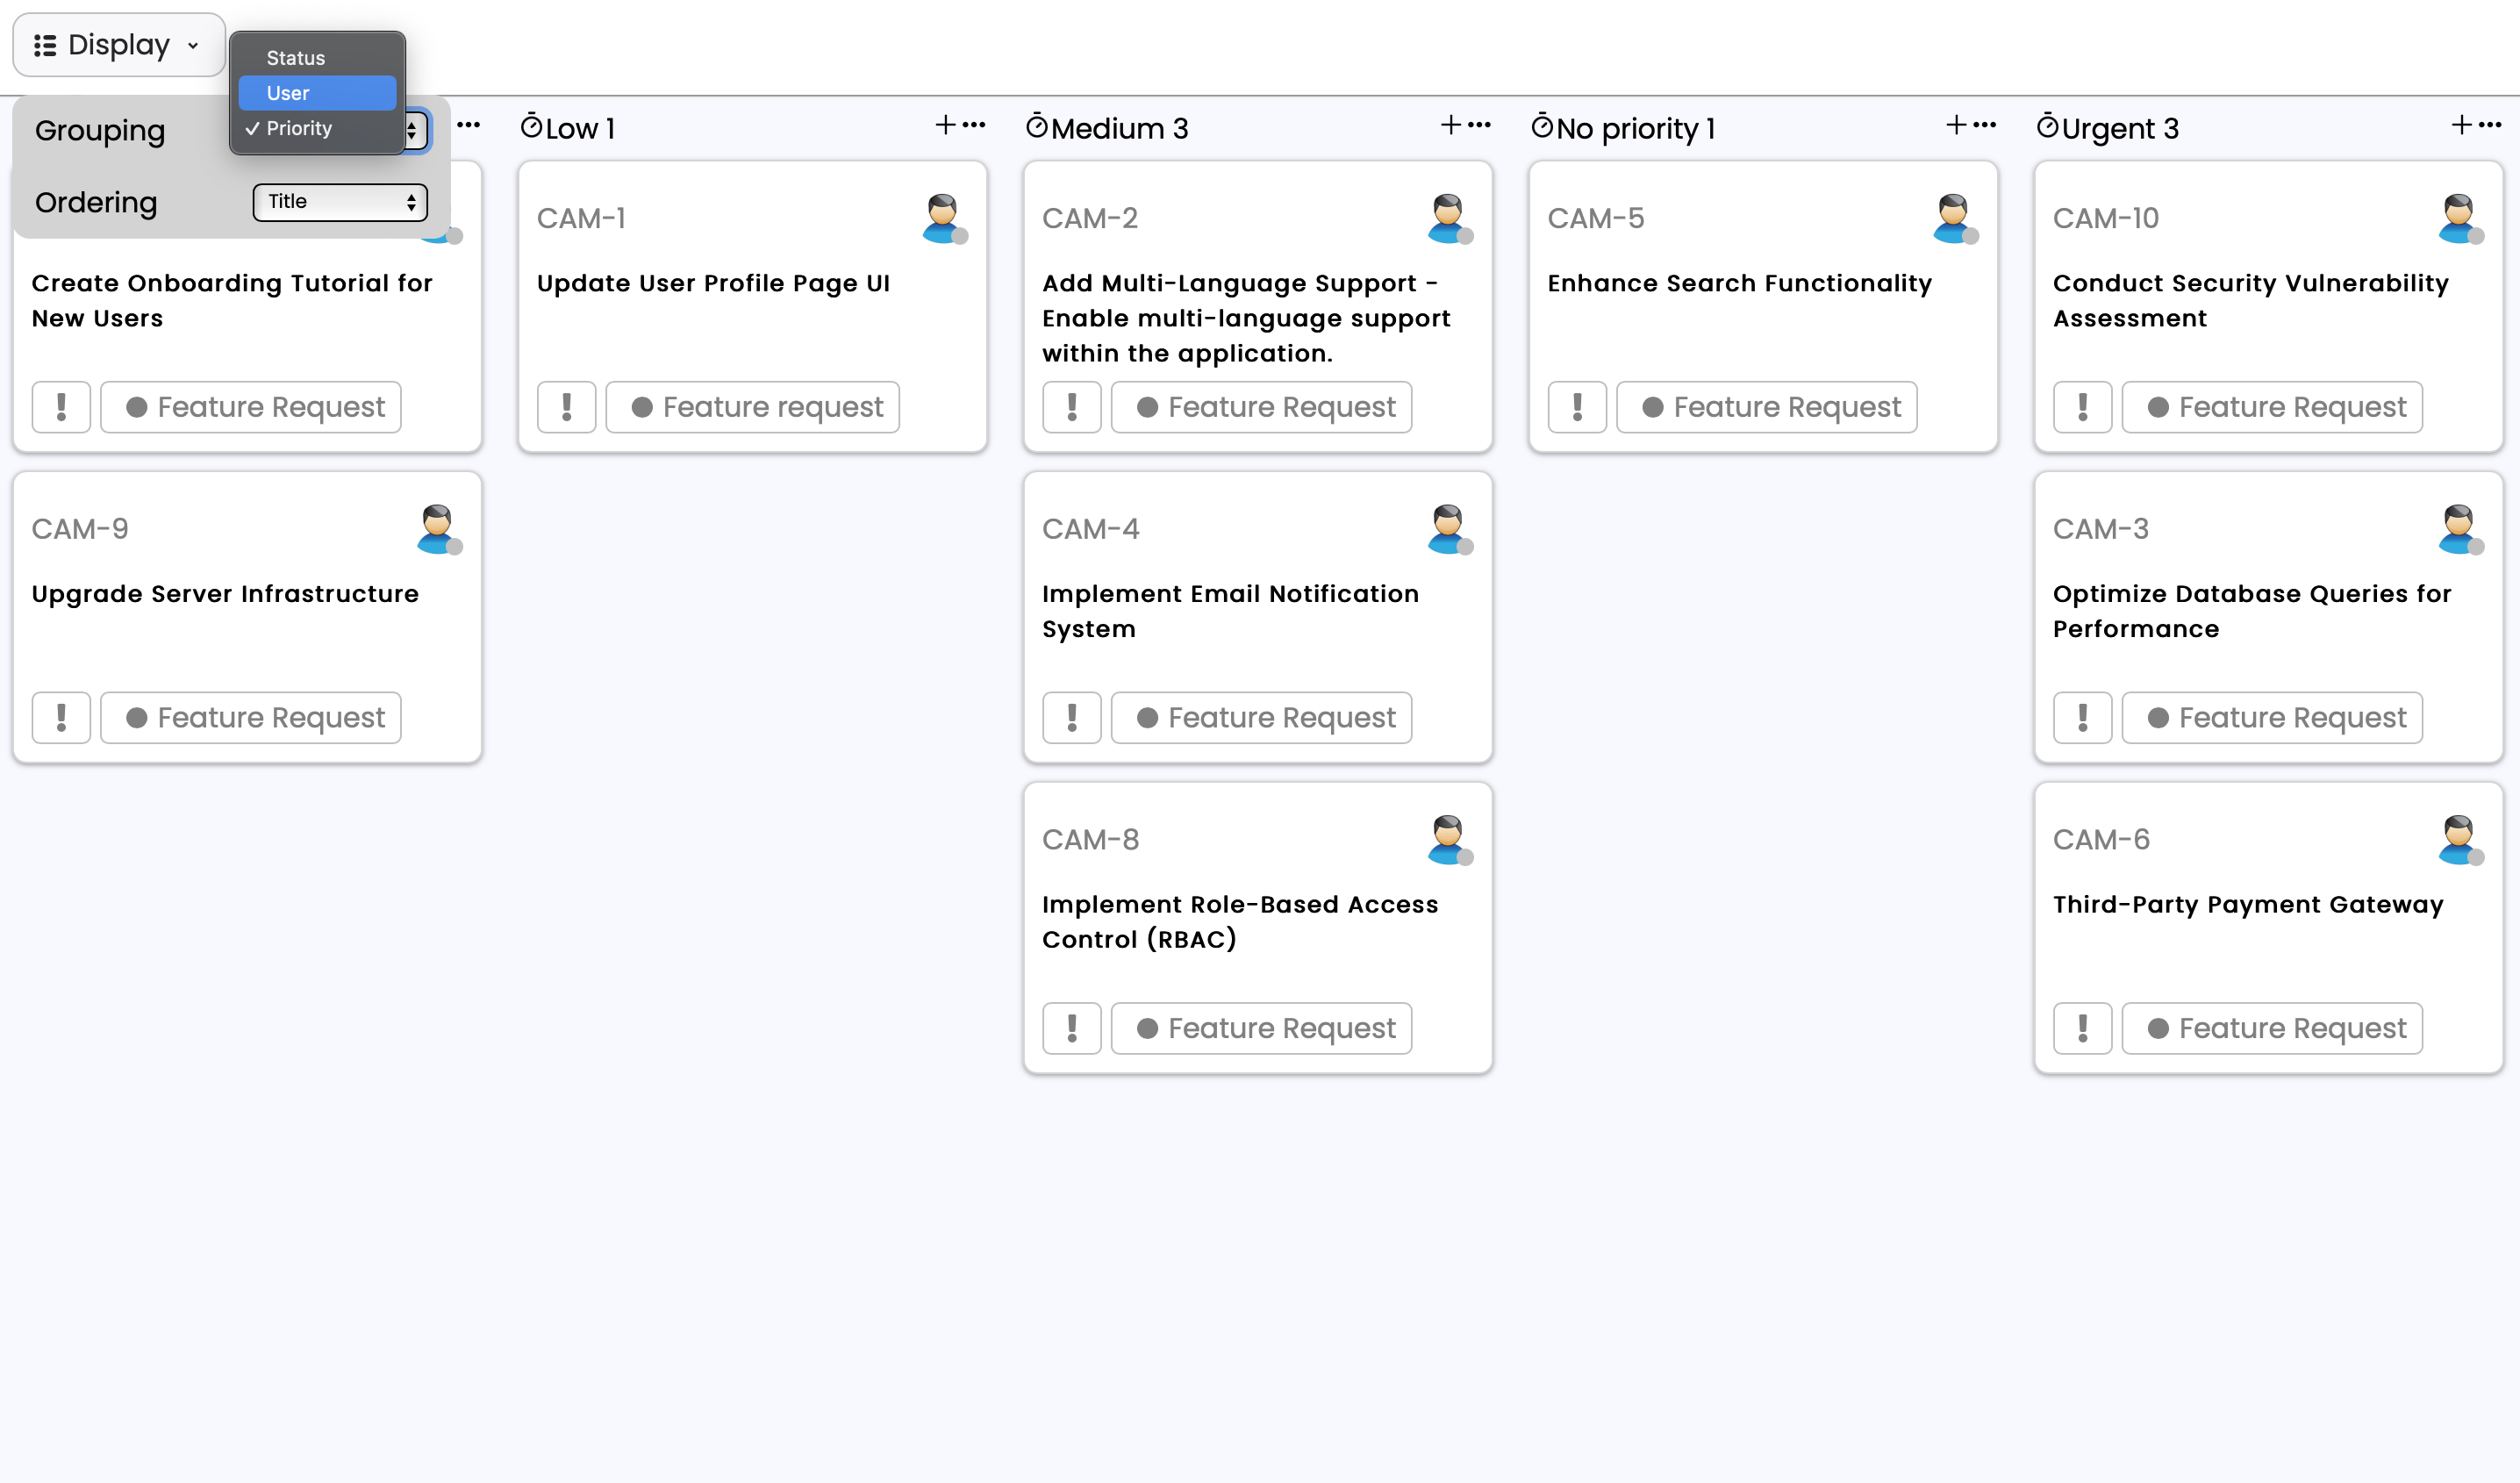 Display
Status
User
✓ Priority
Grouping
Ordering
Title
Create Onboarding Tutorial for
New Users
! Feature Request
CAM-9
Upgrade Server Infrastructure
! Feature Request
Low 1
CAM-1
Update User Profile Page UI
! Feature request
Medium 3
CAM-2
Add Multi-Language Support -
Enable multi-language support
within the application.
! Feature Request
CAM-4
Implement Email Notification
System
! Feature Request
CAM-8
Implement Role-Based Access
Control (RBAC)
! Feature Request
No priority 1
CAM-5
Enhance Search Functionality
! Feature Request
Urgent 3
CAM-10
Conduct Security Vulnerability
Assessment
! Feature Request
CAM-3
Optimize Database Queries for
Performance
! Feature Request
CAM-6
Third-Party Payment Gateway
! Feature Request